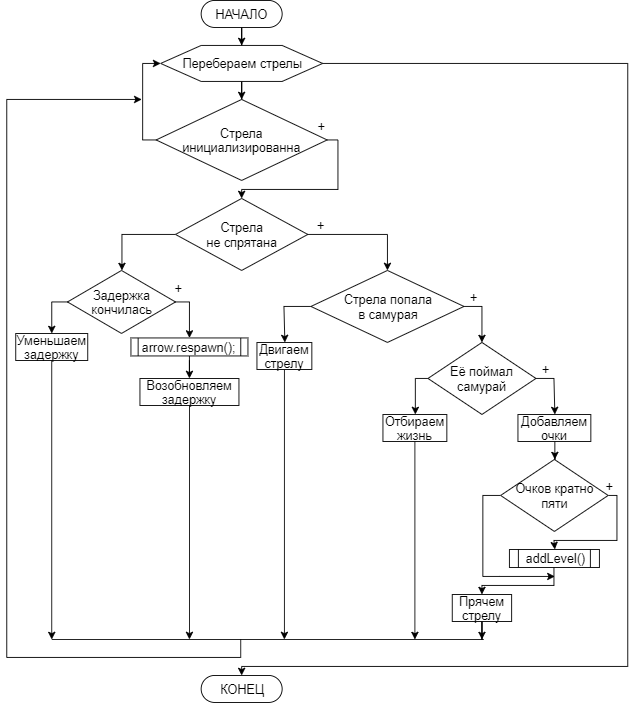 НАЧАЛО
Перебераем стрелы
Стрела
инициализированна
+
Стрела
не спрятана
+
Задержка
кончилась
+
Стрела попала
в самурая
+
Уменьшаем
задержку
arrow.respawn();
Двигаем
стрелу
Её поймал
самурай
+
Возобновляем
задержку
Отбираем
жизнь
Добавляем
очки
Очков кратно
пяти
+
addLevel()
Прячем
стрелу
КОНЕЦ